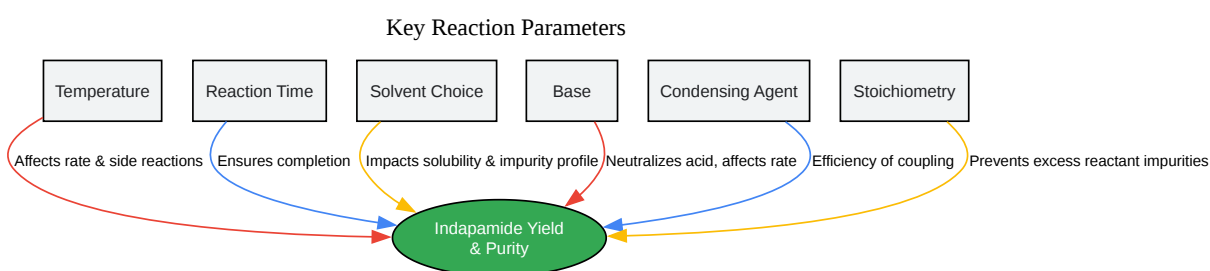 Key Reaction Parameters
Temperature
Reaction Time
Solvent Choice
Base
Condensing Agent
Stoichiometry
Affects rate & side reactions
Ensures completion
Impacts solubility & impurity profile
Neutralizes acid, affects rate
Efficiency of coupling
Prevents excess reactant impurities
Indapamide Yield
& Purity